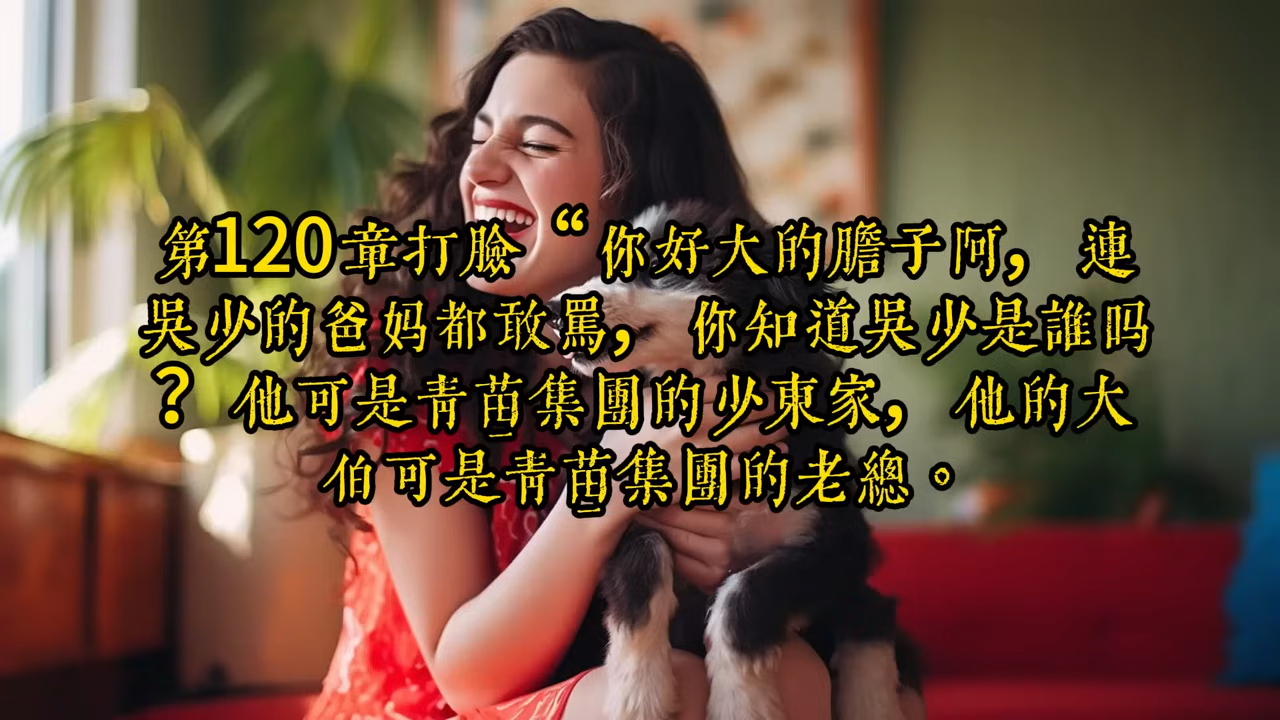 第120章打臉“你好大的膽子阿，連
吳少的爸妈都敢罵，你知道吳少是誰吗
？他可是青苗集團的少東家，他的大
伯可是青苗集團的老總。